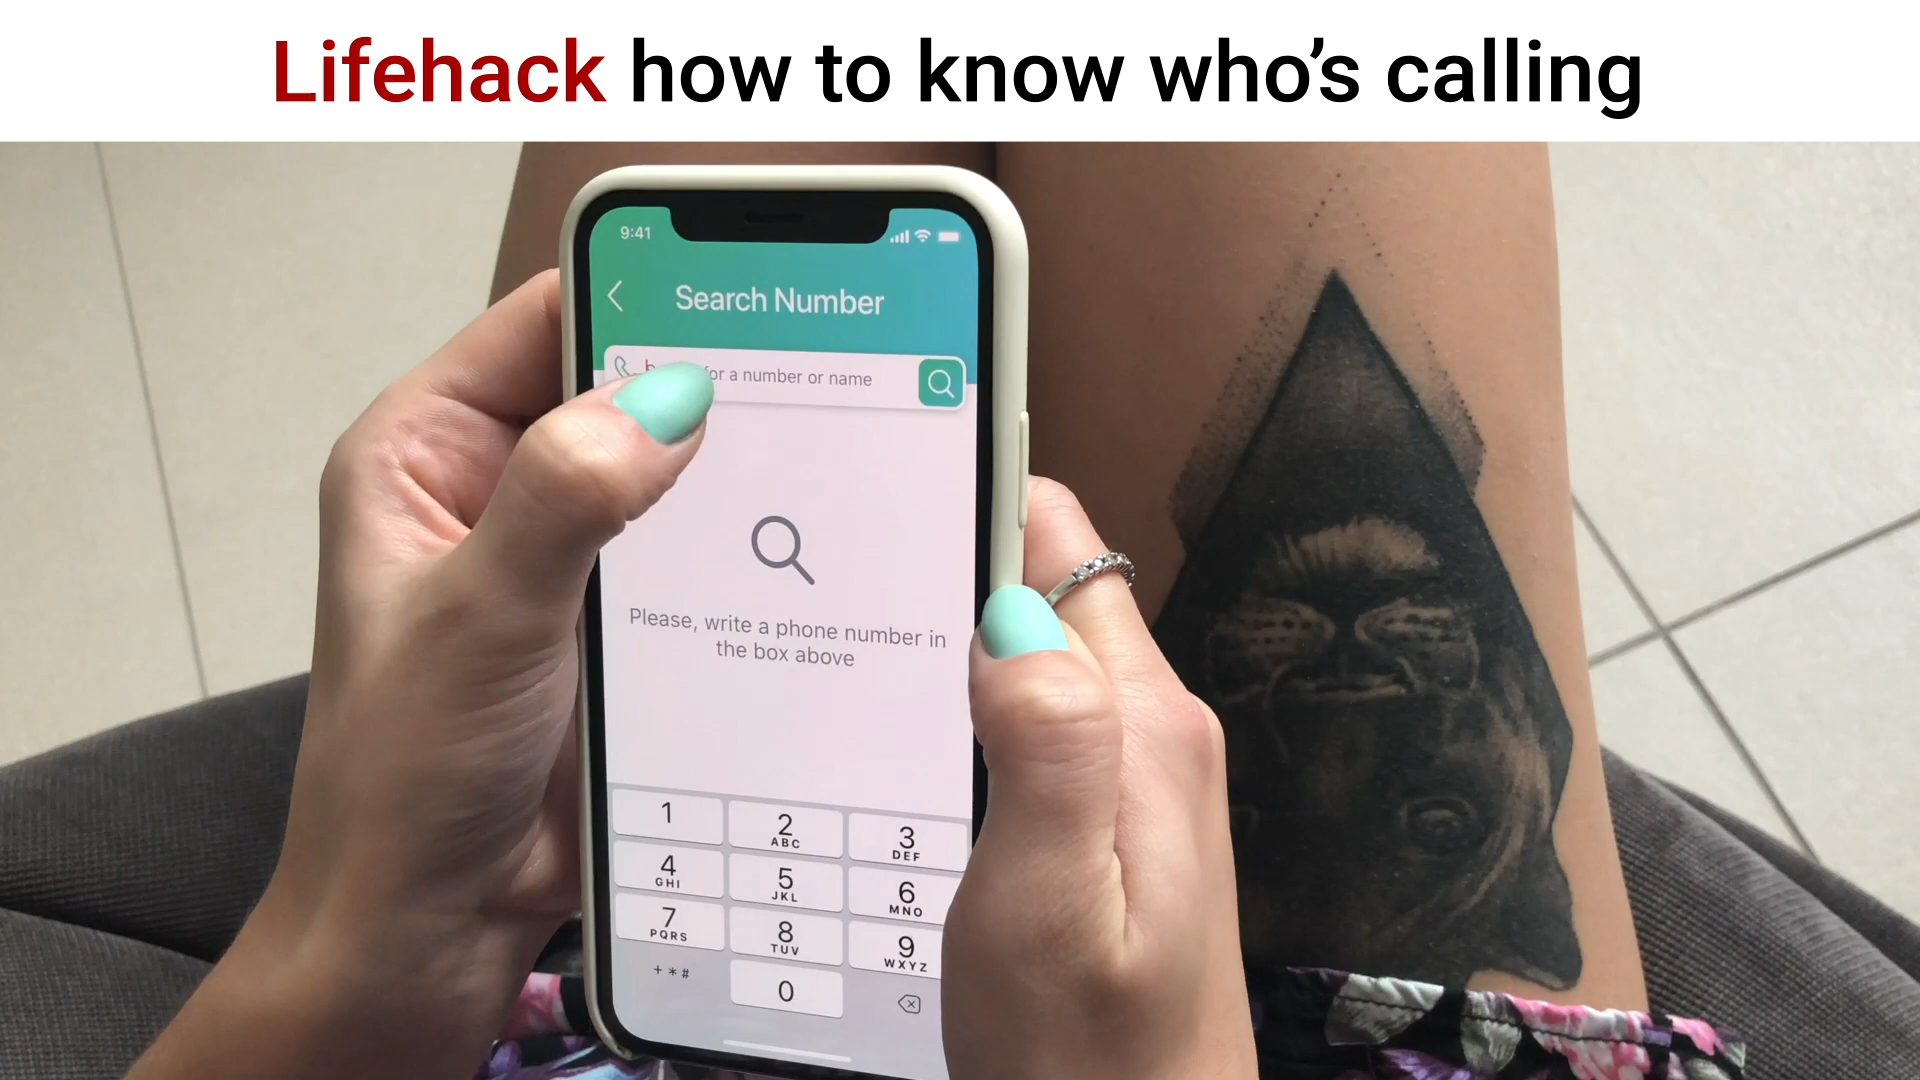 Lifehack how to know who’s calling
9:41
Search Number
for a number or name
Please, write a phone number in
the box above
1
2
ABC
3
DEF
4
GHI
5
JKL
6
MNO
7
PQRS
8
TUV
9
WXYZ
+*#
0